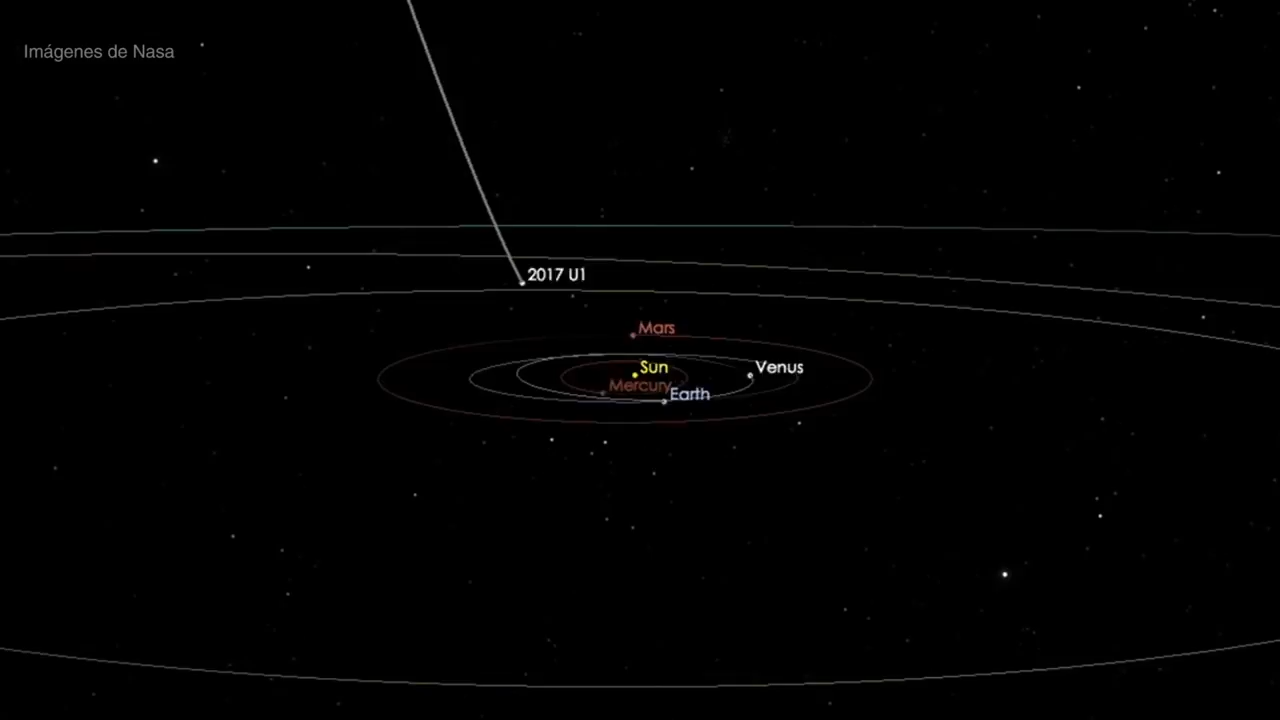 Imágenes de Nasa
2017 U1
Mars
Sun
Venus
Mercury
Earth